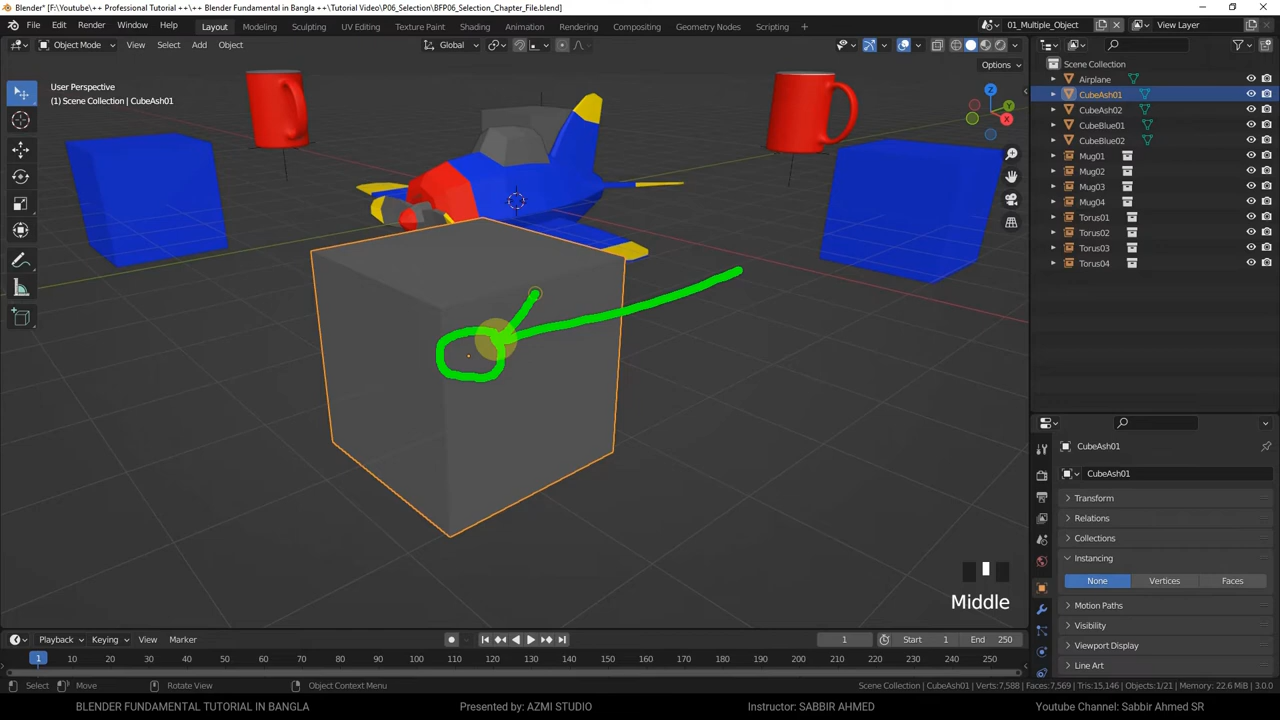 Blender* [F:\Youtube\++ Professional Tutorial ++\++ Blender Fundamental in Bangla ++\Tutorial Video\P06_Selection\BFP06_Selection_Chapter_File.blend]
File Edit Render Window Help Layout Modeling Sculpting UV Editing Texture Paint Shading Animation Rendering Compositing Geometry Nodes Scripting + 01_Multiple_Object View Layer
Object Mode View Select Add Object Global
Options
User Perspective
(1) Scene Collection | CubeAsh01
X
Y
Z
Scene Collection
Airplane
CubeAsh01
CubeAsh02
CubeBlue01
CubeBlue02
Mug01
Mug02
Mug03
Mug04
Torus01
Torus02
Torus03
Torus04
CubeAsh01
CubeAsh01
Transform
Relations
Collections
Instancing
None Vertices Faces
Motion Paths
Visibility
Viewport Display
Line Art
Middle
Playback Keying View Marker 1 Start 1 End 250
1 10 20 30 40 50 60 70 80 90 100 110 120 130 140 150 160 170 180 190 200 210 220 230 240 250
Select Move Rotate View Object Context Menu Scene Collection | CubeAsh01 | Verts:7,588 | Faces:7,569 | Tris:15,146 | Objects:1/21 | Memory: 22.6 MiB | 3.0.0
BLENDER FUNDAMENTAL TUTORIAL IN BANGLA Presented by: AZMI STUDIO Instructor: SABBIR AHMED Youtube Channel: Sabbir Ahmed SR